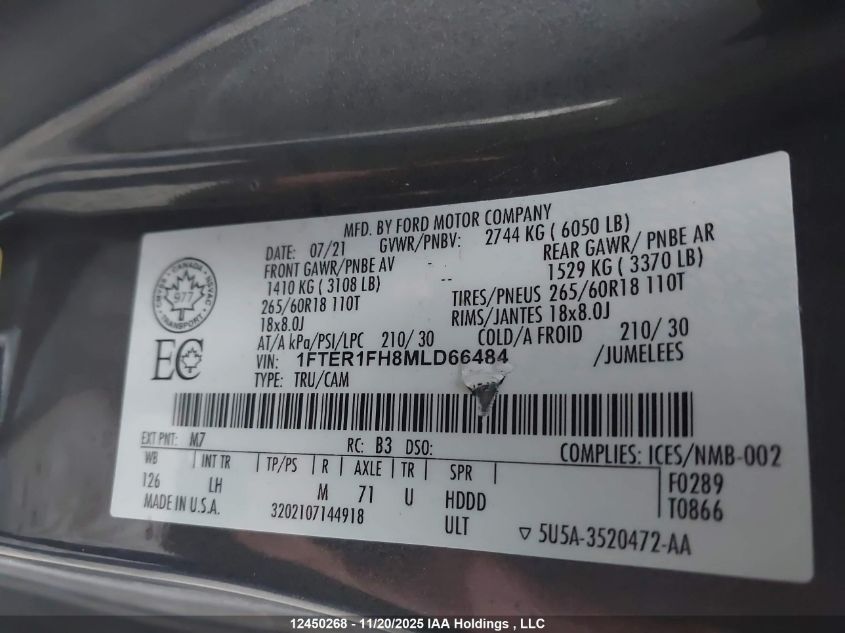 MFD. BY FORD MOTOR COMPANY
DATE: 07/21 GVWR/PNBV: 2744 KG ( 6050 LB)
FRONT GAWR/PNBE AV REAR GAWR/ PNBE AR
1410 KG ( 3108 LB) 1529 KG ( 3370 LB)
265/60R18 110T TIRES/PNEUS 265/60R18 110T
18x8.0J RIMS/JANTES 18x8.0J
AT/A kPa/PSI/LPC 210/ 30 COLD/A FROID 210/ 30
VIN: 1FTER1FH8MLD66484 /JUMELEES
TYPE: TRU/CAM
CANADA
CMVSS NSVAC
977
TRANSPORT
EC
EXT PNT: M7 RC: B3 DSO: COMPLIES: ICES/NMB-002
WB INT TR TP/PS R AXLE TR SPR F0289
126 LH M 71 U HDDD T0866
MADE IN U.S.A. 3202107144918 ULT ▽ 5U5A-3520472-AA
12450268 - 11/20/2025 IAA Holdings , LLC